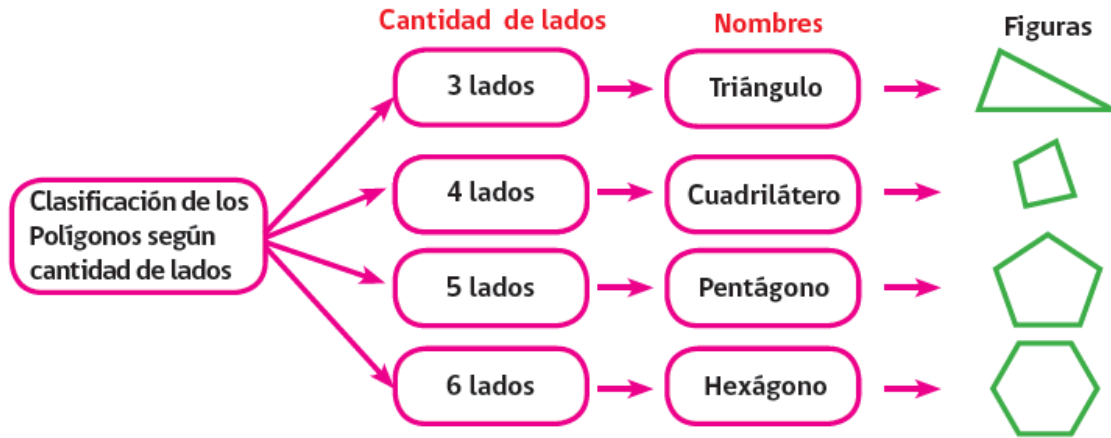 Cantidad de lados
Nombres
Figuras
3 lados
Triángulo
4 lados
Cuadrilátero
Clasificación de los
Polígonos según
cantidad de lados
5 lados
Pentágono
6 lados
Hexágono